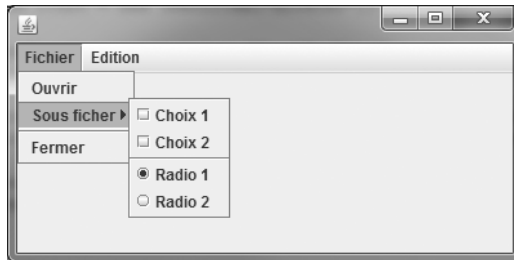 Fichier Edition
Ouvrir
Sous ficher
Fermer
Choix 1
Choix 2
Radio 1
Radio 2